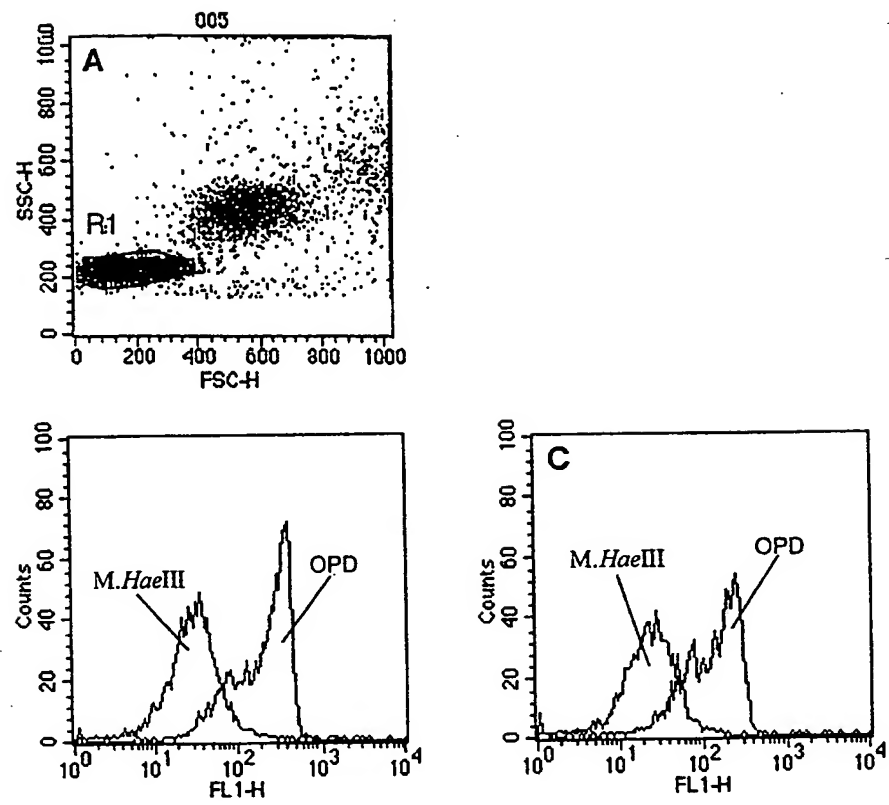 005
A
1000
800
600
400
200
0
SSC-H
R1
0 200 400 600 800 1000
FSC-H
100
80
60
40
20
0
Counts
M.HaeIII
OPD
10^0 10^1 10^2 10^3 10^4
FL1-H
C
100
80
60
40
20
0
Counts
M.HaeIII
OPD
10^0 10^1 10^2 10^3 10^4
FL1-H